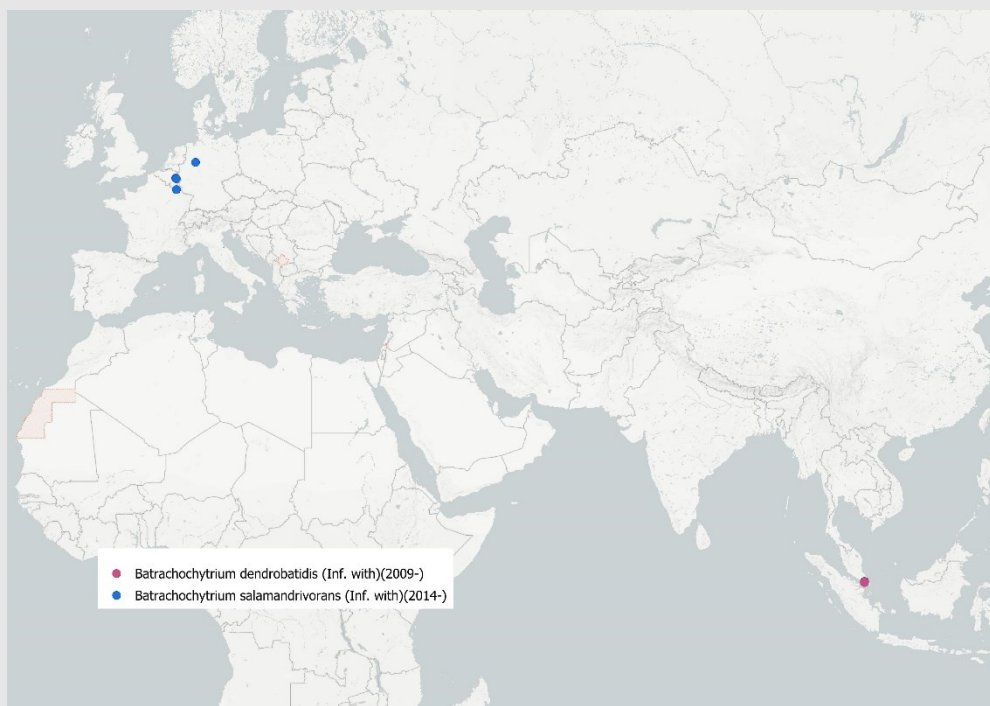 Batrachochytrium dendrobatidis (Inf. with)(2009-)
Batrachochytrium salamandrivorans (Inf. with)(2014-)